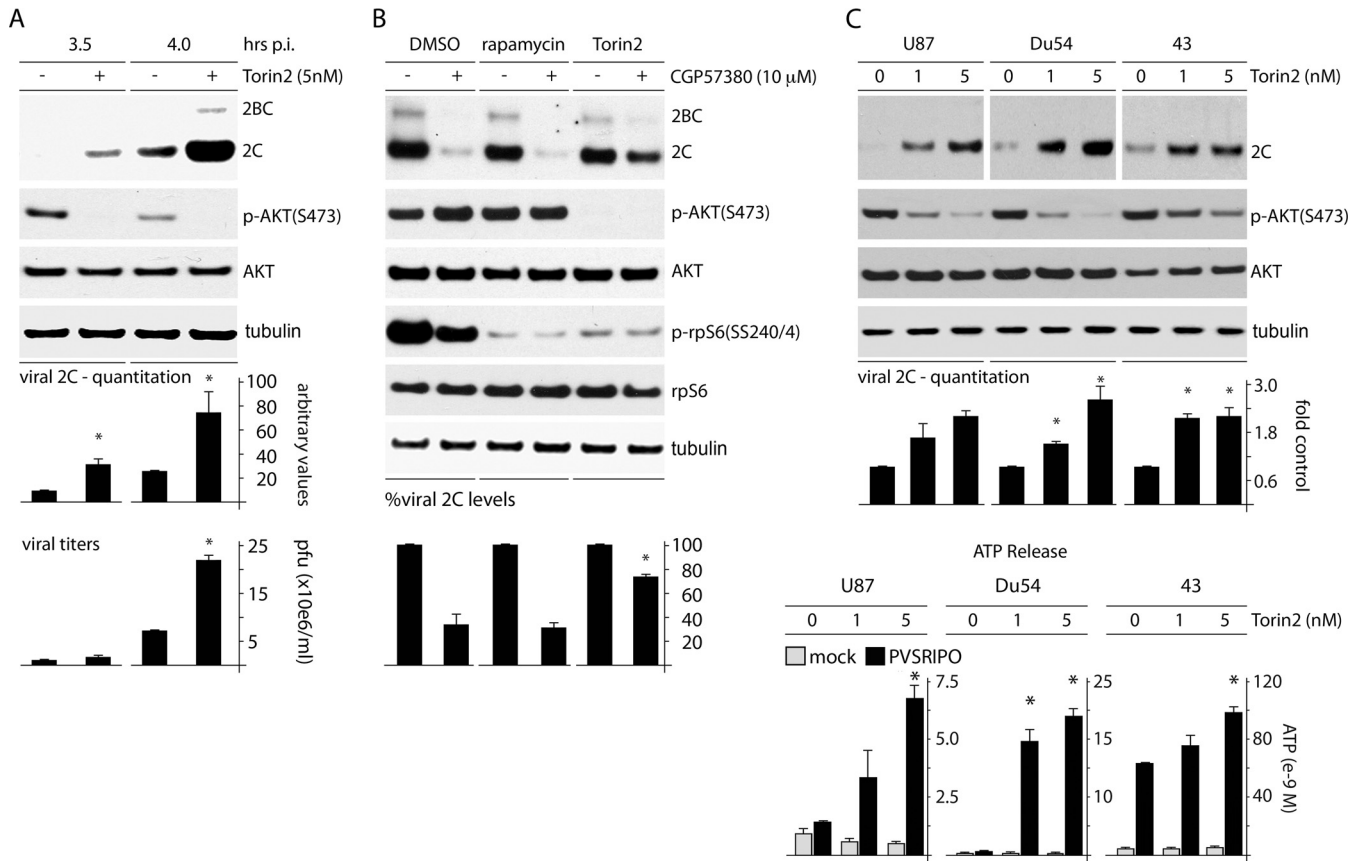 A
3.5 4.0 hrs p.i.
- + - + Torin2 (5nM)
2BC
2C
p-AKT(S473)
AKT
tubulin
viral 2C - quantitation
100
80
60
40
20
arbitrary values
* *
viral titers
25
15
5
pfu (x10e6/ml)
*
B
DMSO rapamycin Torin2
- + - + - + CGP57380 (10 μM)
2BC
2C
p-AKT(S473)
AKT
p-rpS6(SS240/4)
rpS6
tubulin
%viral 2C levels
100
80
60
40
20
*
C
U87 Du54 43
0 1 5 0 1 5 0 1 5 Torin2 (nM)
2C
p-AKT(S473)
AKT
tubulin
viral 2C - quantitation
3.0
1.8
0.6
fold control
* * * *
ATP Release
U87 Du54 43
0 1 5 0 1 5 0 1 5 Torin2 (nM)
mock PVSRIPO
* * * *
7.5 25 120
5.0 15 80
2.5 10 40
ATP (e-9 M)